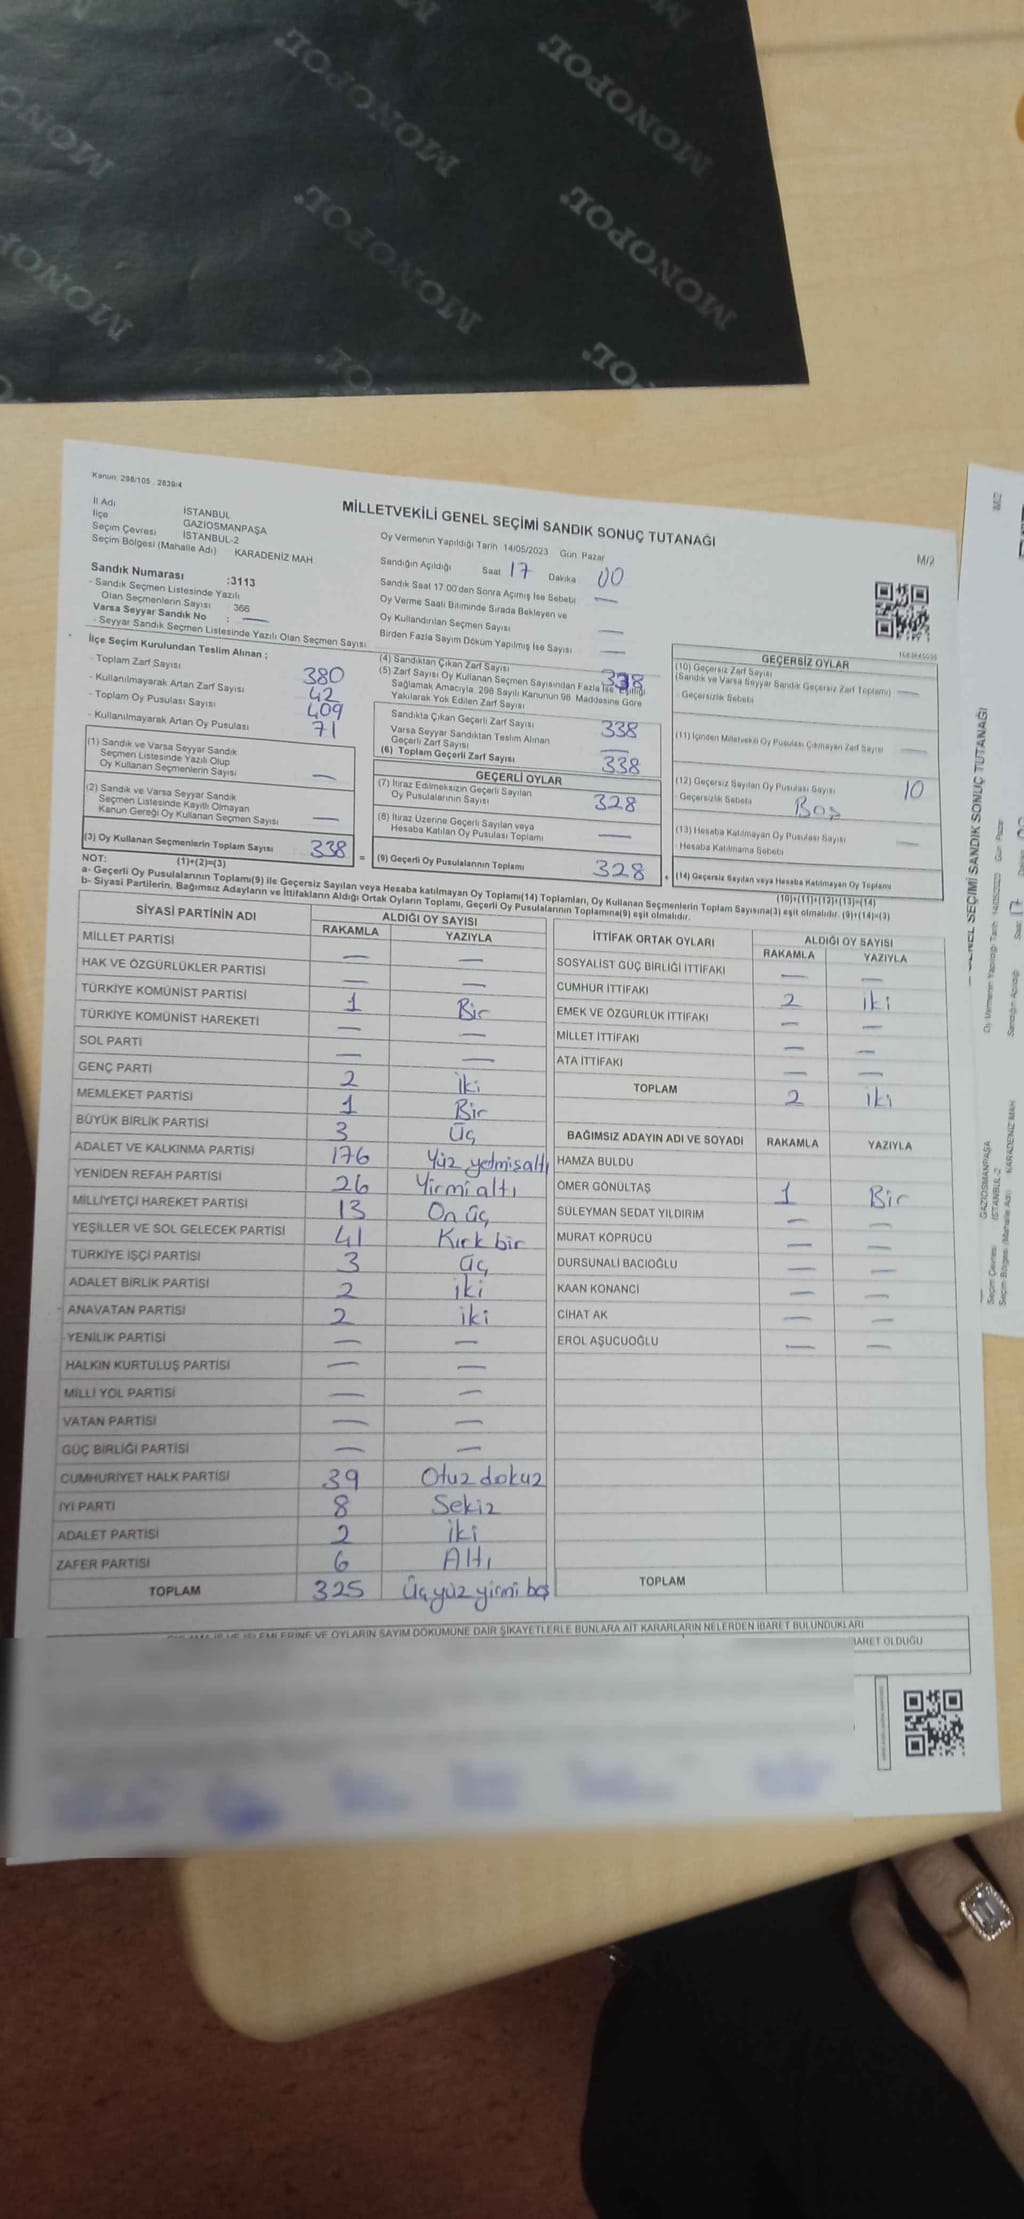 MONOPOL
MONOPOL
MONOPOL
MONOPOL
MONOPOL
MONOPOL
Kanun: 298/105 , 2839/4
MİLLETVEKİLİ GENEL SEÇİMİ SANDIK SONUÇ TUTANAĞI
M/2
İl Adı İSTANBUL
İlçe GAZİOSMANPAŞA
Seçim Çevresi İSTANBUL-2
Seçim Bölgesi (Mahalle Adı) KARADENİZ MAH
Sandık Numarası :3113
- Sandık Seçmen Listesinde Yazılı
Olan Seçmenlerin Sayısı : 366
Varsa Seyyar Sandık No : —
- Seyyar Sandık Seçmen Listesinde Yazılı Olan Seçmen Sayısı
Oy Vermenin Yapıldığı Tarih 14/05/2023 Gün Pazar
Sandığın Açıldığı Saat 17 Dakika 00
Sandık Saat 17.00'den Sonra Açılmış İse Sebebi —
Oy Verme Saati Bitiminde Sırada Bekleyen ve
Oy Kullandırılan Seçmen Sayısı —
Birden Fazla Sayım Döküm Yapılmış İse Sayısı —
İlçe Seçim Kurulundan Teslim Alınan ;
- Toplam Zarf Sayısı 380
- Kullanılmayarak Artan Zarf Sayısı 42
- Toplam Oy Pusulası Sayısı 409
- Kullanılmayarak Artan Oy Pusulası 71
(1) Sandık ve Varsa Seyyar Sandık
Seçmen Listesinde Yazılı Olup
Oy Kullanan Seçmenlerin Sayısı —
(2) Sandık ve Varsa Seyyar Sandık
Seçmen Listesinde Kayıtlı Olmayan
Kanun Gereği Oy Kullanan Seçmen Sayısı —
(3) Oy Kullanan Seçmenlerin Toplam Sayısı 338 =
(4) Sandıktan Çıkan Zarf Sayısı 338
(5) Zarf Sayısı Oy Kullanan Seçmen Sayısından Fazla İse, Eşitliği
Sağlamak Amacıyla, 298 Sayılı Kanunun 98. Maddesine Göre
Yakılarak Yok Edilen Zarf Sayısı
Sandıkta Çıkan Geçerli Zarf Sayısı 338
Varsa Seyyar Sandıktan Teslim Alınan
Geçerli Zarf Sayısı —
(6) Toplam Geçerli Zarf Sayısı 338
GEÇERLİ OYLAR
(7) İtiraz Edilmeksizin Geçerli Sayılan
Oy Pusulalarının Sayısı 328
(8) İtiraz Üzerine Geçerli Sayılan veya
Hesaba Katılan Oy Pusulası Toplamı —
(9) Geçerli Oy Pusulalarının Toplamı 328
GEÇERSİZ OYLAR
(10) Geçersiz Zarf Sayısı
(Sandık ve Varsa Seyyar Sandık Geçersiz Zarf Toplamı) —
- Geçersizlik Sebebi
(11) İçinden Milletvekili Oy Pusulası Çıkmayan Zarf Sayısı —
(12) Geçersiz Sayılan Oy Pusulası Sayısı 10
- Geçersizlik Sebebi Boş
(13) Hesaba Katılmayan Oy Pusulası Sayısı —
- Hesaba Katılmama Sebebi
(14) Geçersiz Sayılan veya Hesaba Katılmayan Oy Toplamı
NOT: (1)+(2)=(3)
(10)+(11)+(12)+(13)=(14)
a- Geçerli Oy Pusulalarının Toplamı(9) ile Geçersiz Sayılan veya Hesaba katılmayan Oy Toplamı(14) Toplamları, Oy Kullanan Seçmenlerin Toplam Sayısına(3) eşit olmalıdır. (9)+(14)=(3)
b- Siyasi Partilerin, Bağımsız Adayların ve İttifakların Aldığı Ortak Oyların Toplamı, Geçerli Oy Pusulalarının Toplamına(9) eşit olmalıdır.
SİYASİ PARTİNİN ADI ALDIĞI OY SAYISI
RAKAMLA YAZIYLA
MİLLET PARTİSİ — —
HAK VE ÖZGÜRLÜKLER PARTİSİ — —
TÜRKİYE KOMÜNİST PARTİSİ 1 Bir
TÜRKİYE KOMÜNİST HAREKETİ — —
SOL PARTİ — —
GENÇ PARTİ 2 iki
MEMLEKET PARTİSİ 1 Bir
BÜYÜK BİRLİK PARTİSİ 3 Üç
ADALET VE KALKINMA PARTİSİ 176 Yüz yetmişaltı
YENİDEN REFAH PARTİSİ 26 Yirmi altı
MİLLİYETÇİ HAREKET PARTİSİ 13 On üç
YEŞİLLER VE SOL GELECEK PARTİSİ 41 Kırk bir
TÜRKİYE İŞÇİ PARTİSİ 3 üç
ADALET BİRLİK PARTİSİ 2 iki
ANAVATAN PARTİSİ 2 iki
YENİLİK PARTİSİ — —
HALKIN KURTULUŞ PARTİSİ — —
MİLLİ YOL PARTİSİ — —
VATAN PARTİSİ — —
GÜÇ BİRLİĞİ PARTİSİ — —
CUMHURİYET HALK PARTİSİ 39 Otuz dokuz
İYİ PARTİ 8 Sekiz
ADALET PARTİSİ 2 iki
ZAFER PARTİSİ 6 Altı
TOPLAM 325 Üçyüz yirmi beş
İTTİFAK ORTAK OYLARI ALDIĞI OY SAYISI
RAKAMLA YAZIYLA
SOSYALİST GÜÇ BİRLİĞİ İTTİFAKI — —
CUMHUR İTTİFAKI 2 iki
EMEK VE ÖZGÜRLÜK İTTİFAKI — —
MİLLET İTTİFAKI — —
ATA İTTİFAKI — —
TOPLAM 2 iki
BAĞIMSIZ ADAYIN ADI VE SOYADI RAKAMLA YAZIYLA
HAMZA BULDU
ÖMER GÖNÜLTAŞ 1 Bir
SÜLEYMAN SEDAT YILDIRIM — —
MURAT KÖPRÜCÜ — —
DURSUNALİ BACIOĞLU — —
KAAN KONANCİ — —
CİHAT AK — —
EROL AŞUCUOĞLU — —
TOPLAM
VE OYLARIN SAYIM DÖKÜMÜNE DAİR ŞİKAYETLERLE BUNLARA AİT KARARLARIN NELERDEN İBARET BULUNDUKLARI
BARET OLDUĞU
M/2
GENEL SEÇİMİ SANDIK SONUÇ TUTANAĞI
Oy Vermenin Yapıldığı Tarih 14/05/2023 Gün Pazar
Sandığın Açıldığı Saat 17
GAZİOSMANPAŞA
Seçim Çevresi İSTANBUL-2
Seçim Bölgesi (Mahalle Adı) KARADENİZ MAH